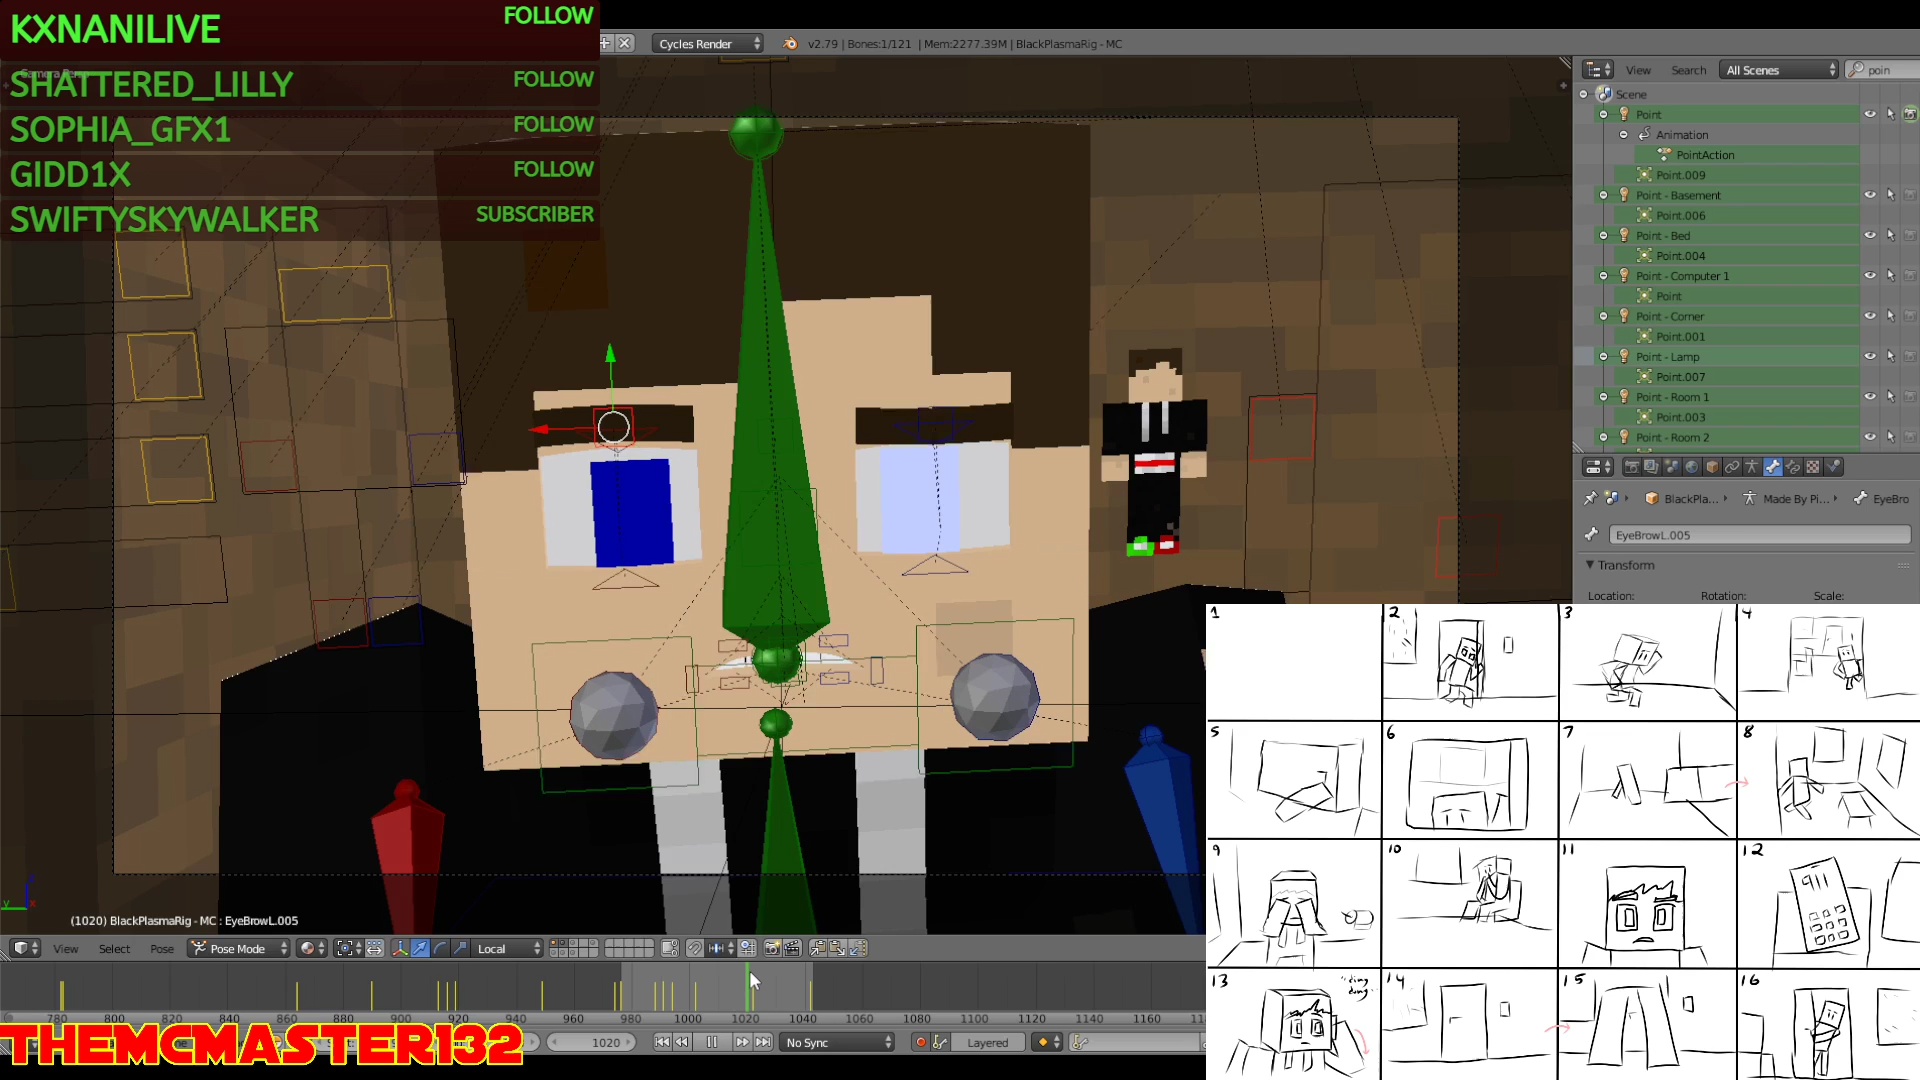 KXNANILIVE FOLLOW
SHATTERED_LILLY FOLLOW
SOPHIA_GFX1 FOLLOW
GIDD1X FOLLOW
SWIFTYSKYWALKER SUBSCRIBER
Cycles Render v2.79 | Bones:1/121 | Mem:2277.39M | BlackPlasmaRig - MC
View Search All Scenes poin
Scene
Point
Animation
PointAction
Point.009
Point - Basement
Point.006
Point - Bed
Point.004
Point - Computer 1
Point
Point - Corner
Point.001
Point - Lamp
Point.007
Point - Room 1
Point.003
Point - Room 2
BlackPla... Made By Pi... EyeBro
EyeBrowL.005
Transform
Location: Rotation: Scale:
1 2 3 4
5 6 7 8
9 10 11 12
911
13 14 15 16
"ding dong"
(1020) BlackPlasmaRig - MC : EyeBrowL.005
View Select Pose Pose Mode Local
780 800 820 840 860 880 900 920 940 960 980 1000 1020 1040 1060 1080 1100 1120 1140 1160 1180
THEMCMASTER132
1020 No Sync Layered